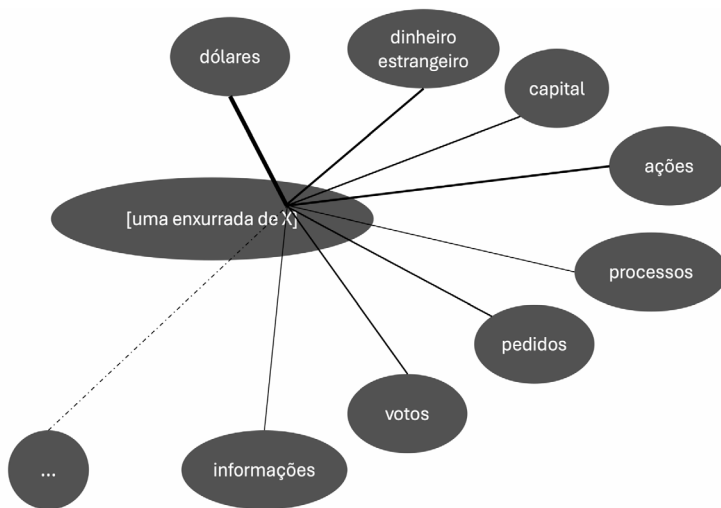 dólares
dinheiro
estrangeiro
capital
ações
[uma enxurrada de X]
processos
pedidos
votos
informações
...